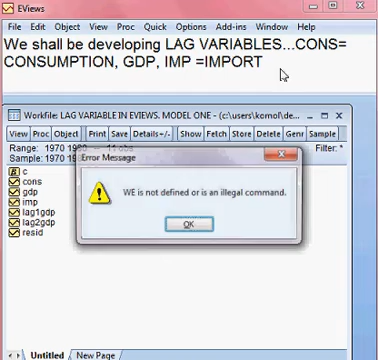 EViews
File Edit Object View Proc Quick Options Add-ins Window Help
We shall be developing LAG VARIABLES...CONS=
CONSUMPTION, GDP, IMP =IMPORT
Workfile: LAG VARIABLE IN EVIEWS. MODEL ONE - (c:\users\komol\de...
View Proc Object Print Save Details+/- Show Fetch Store Delete Genr Sample
Range: 1970 Filter: *
Sample: 1970
Error Message
WE is not defined or is an illegal command.
OK
c
cons
gdp
imp
lag1gdp
lag2gdp
resid
Untitled New Page